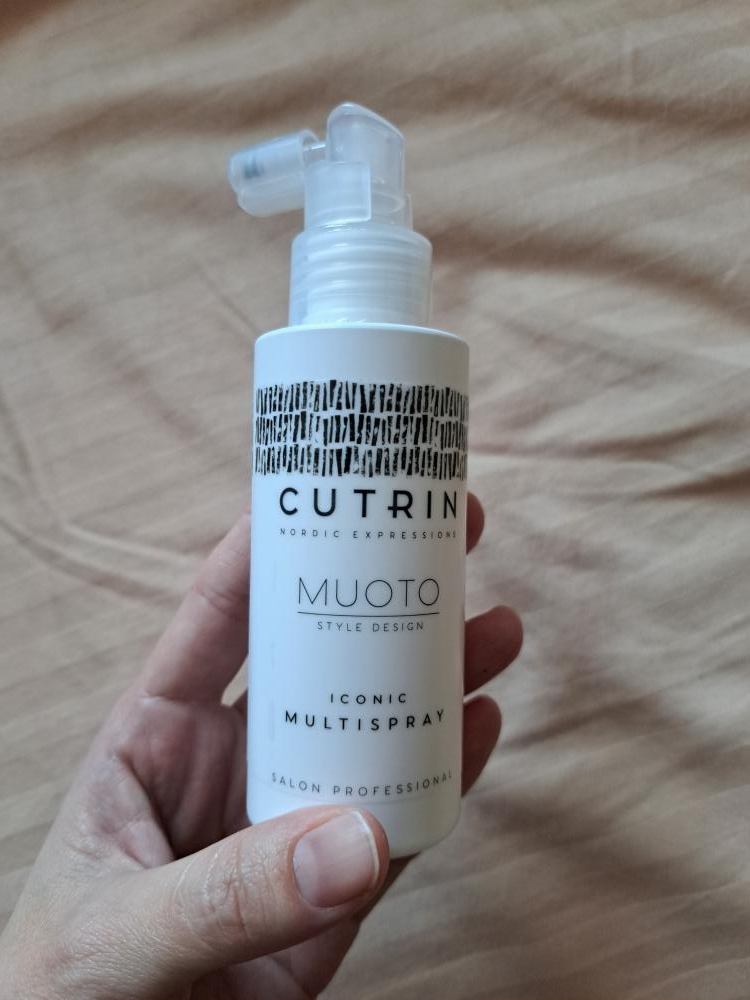 CUTRIN
NORDIC EXPRESSIONS
MUOTO
STYLE DESIGN
ICONIC
MULTISPRAY
SALON PROFESSIONAL